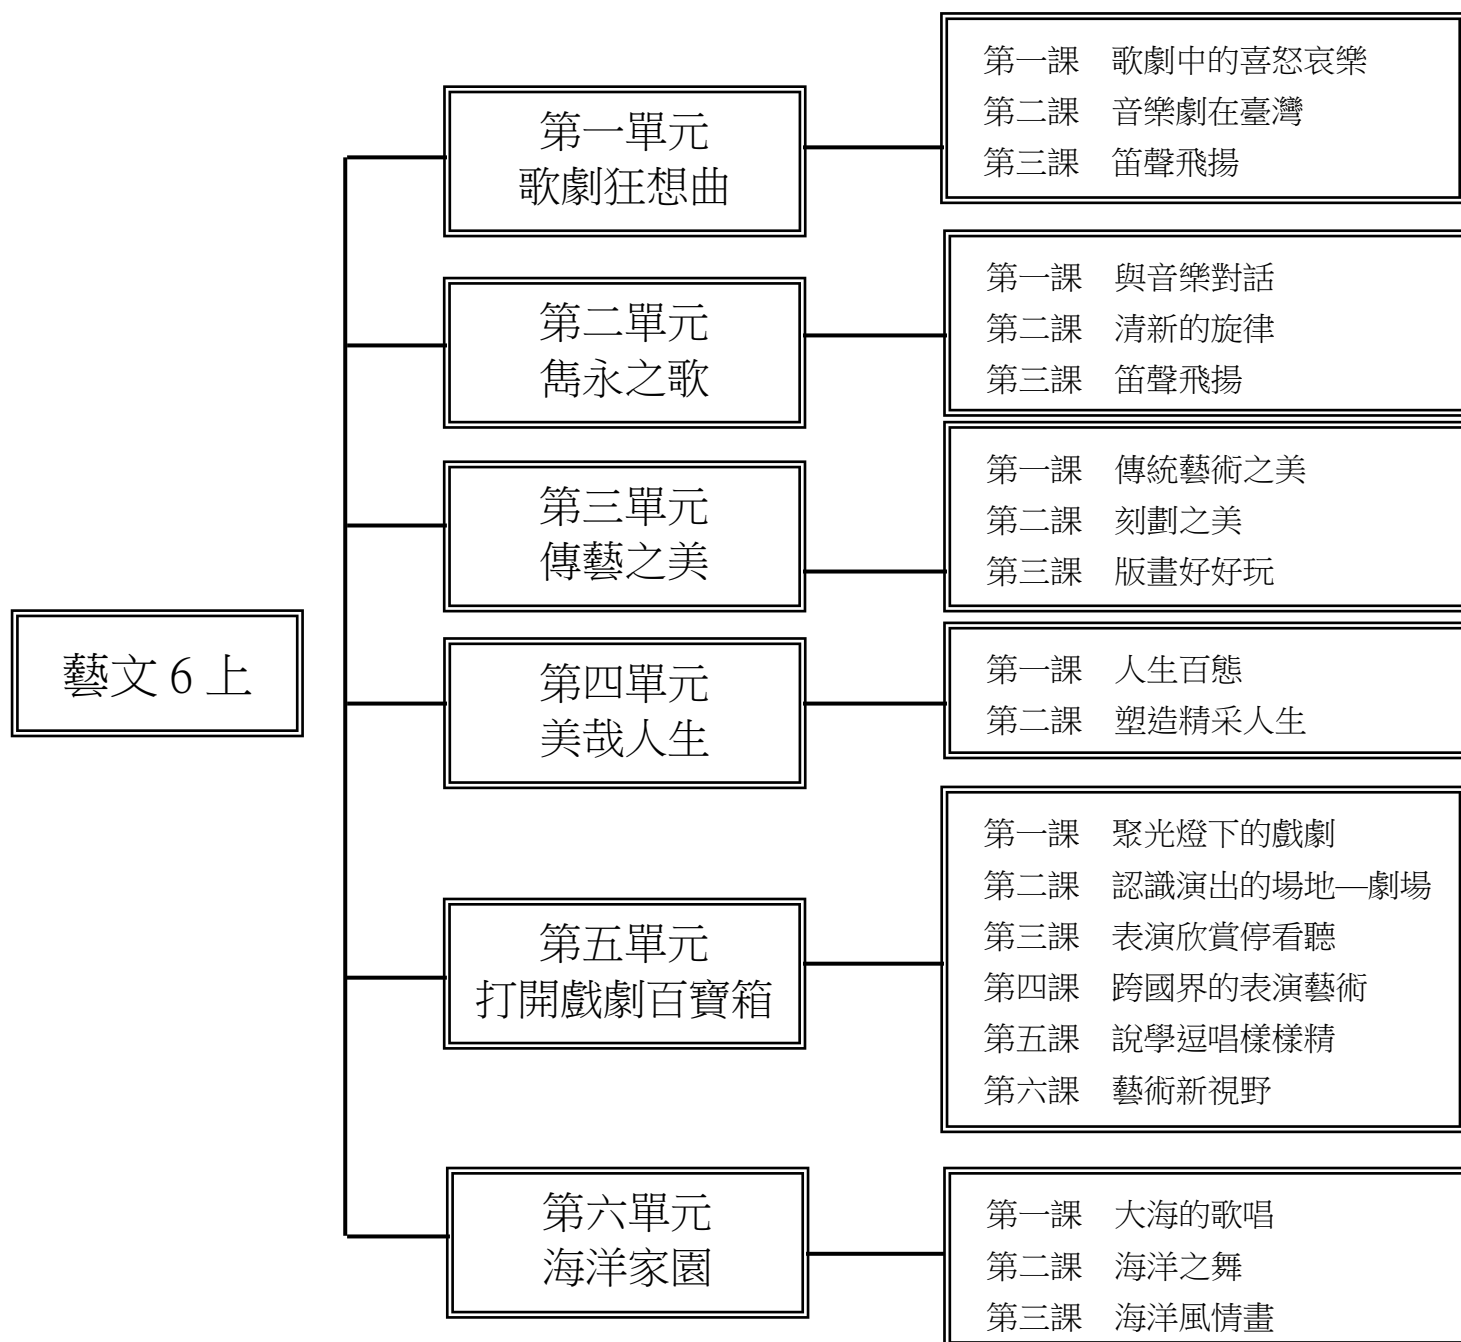 藝文 6 上
第一單元
歌劇狂想曲
第一課　歌劇中的喜怒哀樂
第二課　音樂劇在臺灣
第三課　笛聲飛揚
第二單元
雋永之歌
第一課　與音樂對話
第二課　清新的旋律
第三課　笛聲飛揚
第三單元
傳藝之美
第一課　傳統藝術之美
第二課　刻劃之美
第三課　版畫好好玩
第四單元
美哉人生
第一課　人生百態
第二課　塑造精采人生
第五單元
打開戲劇百寶箱
第一課　聚光燈下的戲劇
第二課　認識演出的場地—劇場
第三課　表演欣賞停看聽
第四課　跨國界的表演藝術
第五課　說學逗唱樣樣精
第六課　藝術新視野
第六單元
海洋家園
第一課　大海的歌唱
第二課　海洋之舞
第三課　海洋風情畫